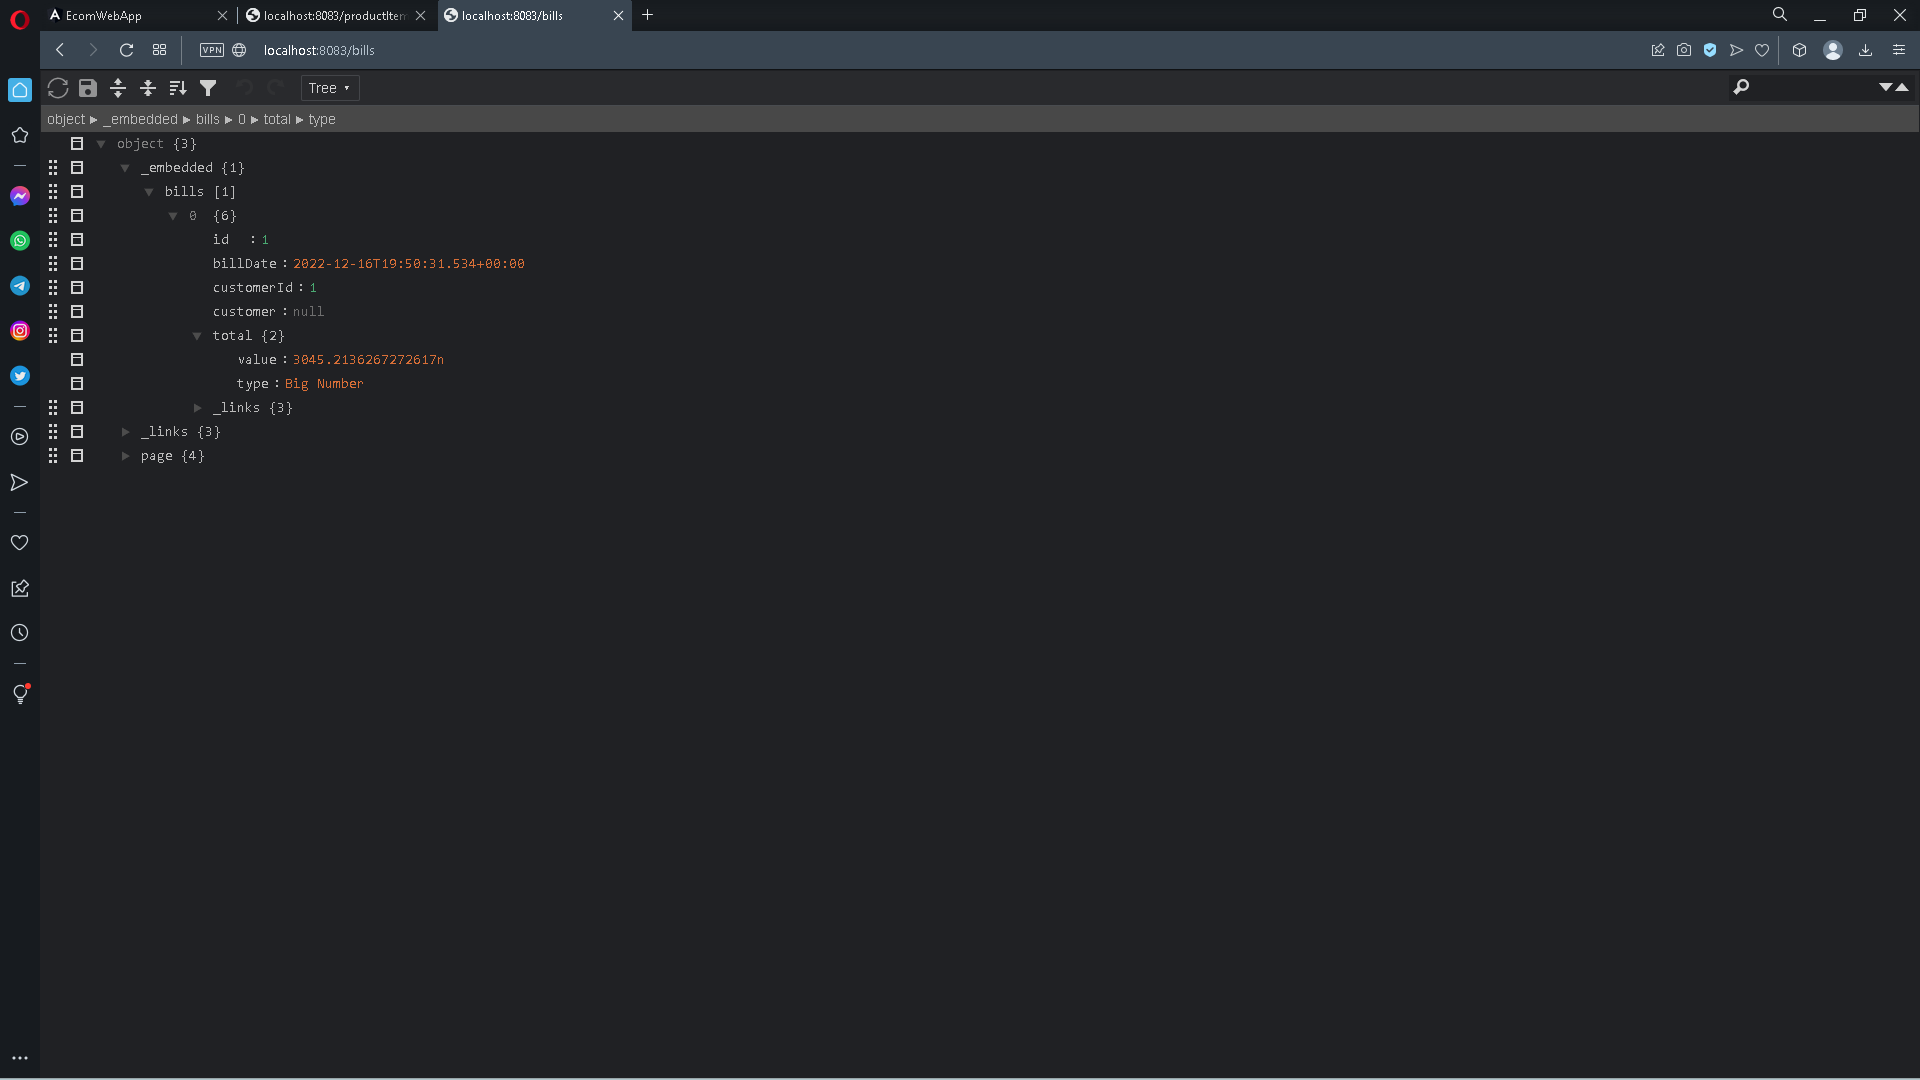 EcomWebApp
localhost:8083/productItem
localhost:8083/bills
VPN
localhost:8083/bills
Tree
object ▸ _embedded ▸ bills ▸ 0 ▸ total ▸ type
object {3}
_embedded {1}
bills [1]
0 {6}
id : 1
billDate : 2022-12-16T19:50:31.534+00:00
customerId : 1
customer : null
total {2}
value : 3045.2136267272617n
type : Big Number
_links {3}
_links {3}
page {4}